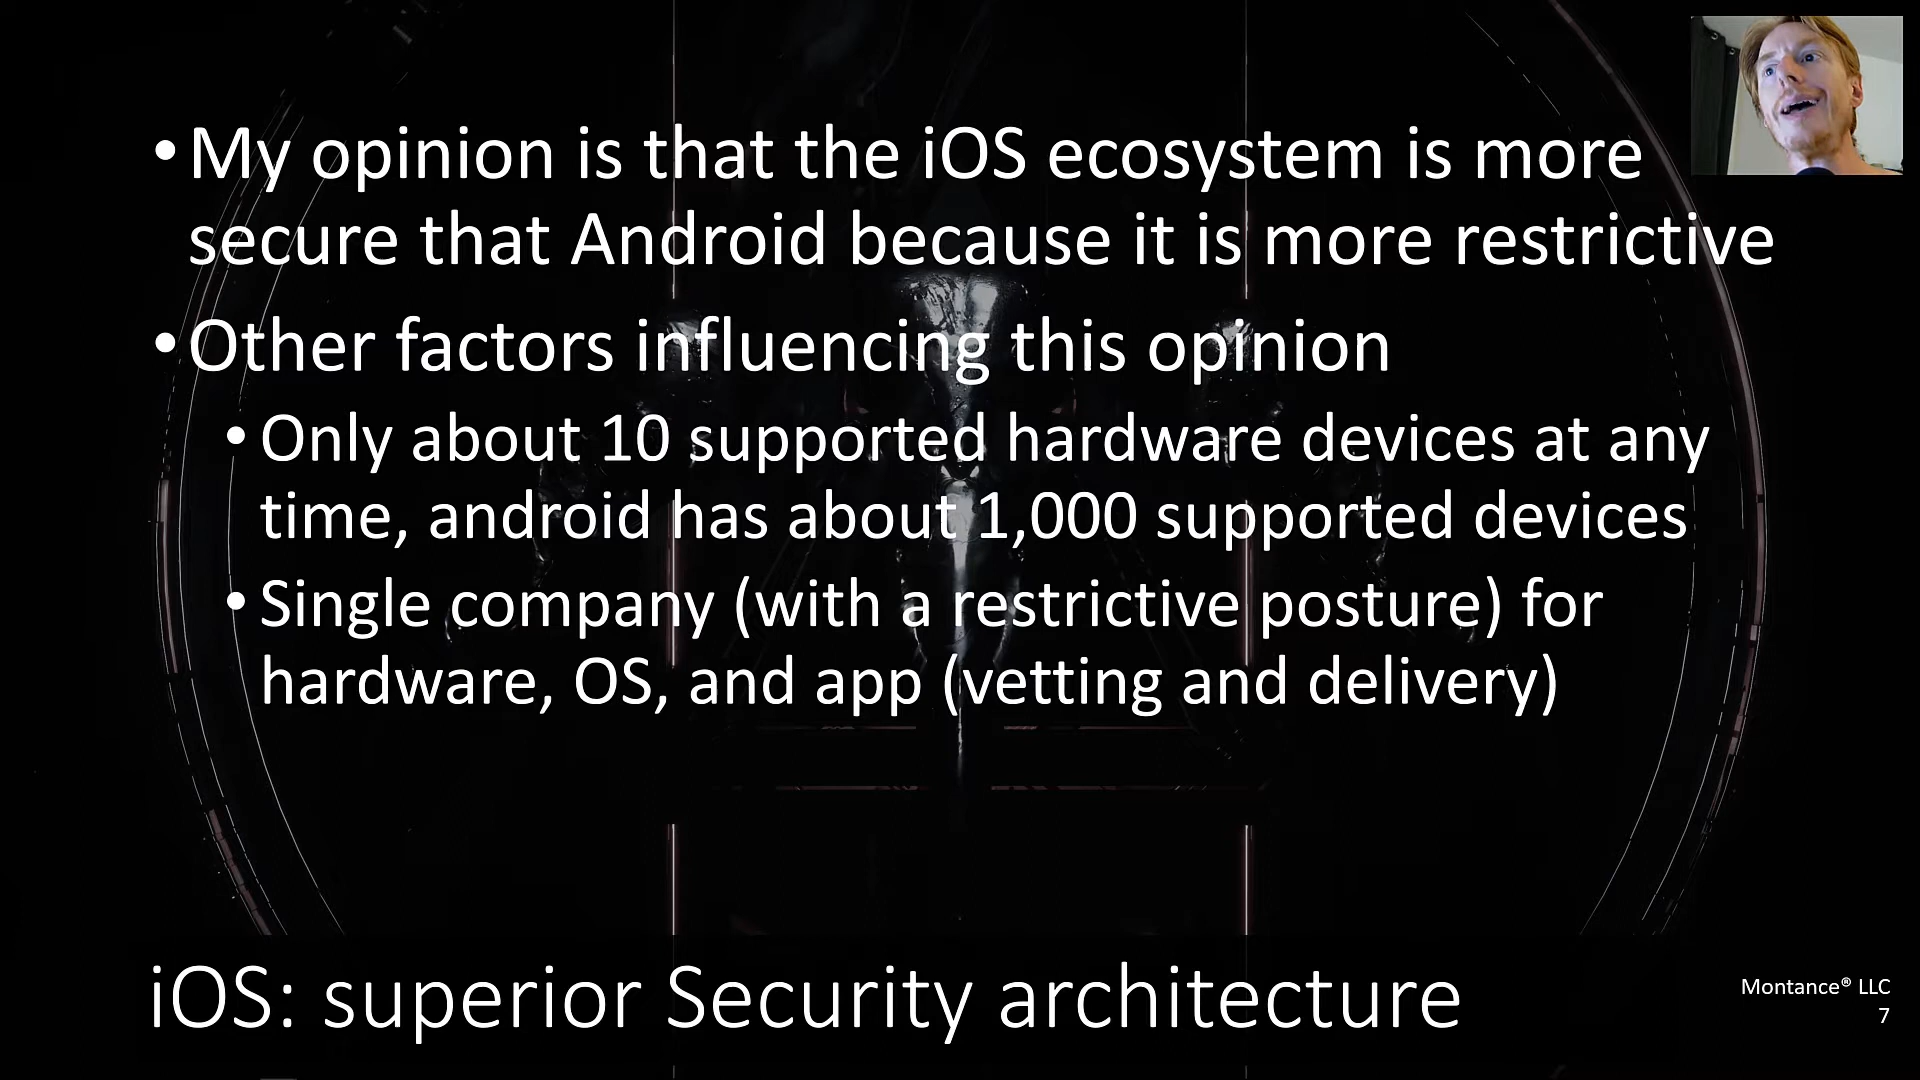 •My opinion is that the iOS ecosystem is more
secure that Android because it is more restrictive
•Other factors influencing this opinion
•Only about 10 supported hardware devices at any
time, android has about 1,000 supported devices
•Single company (with a restrictive posture) for
hardware, OS, and app (vetting and delivery)
iOS: superior Security architecture
Montance® LLC
7